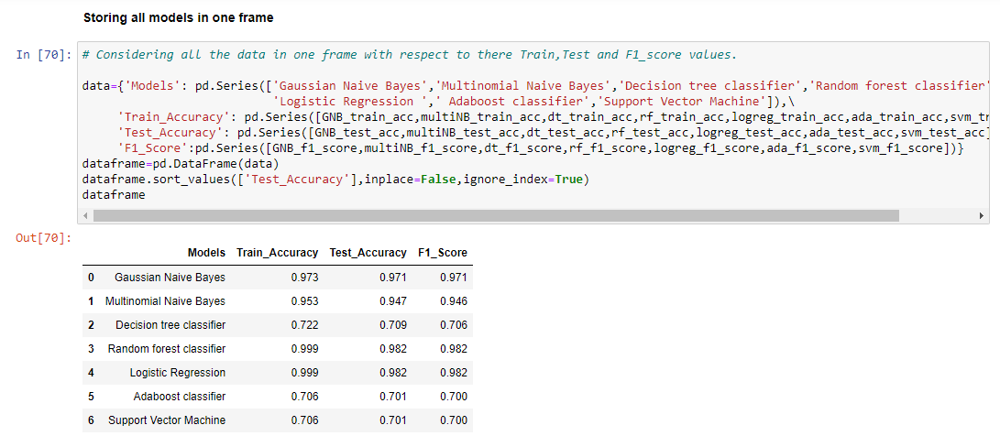 Storing all models in one frame
In [70]: # Considering all the data in one frame with respect to there Train,Test and F1_score values.
data={'Models': pd.Series(['Gaussian Naive Bayes','Multinomial Naive Bayes','Decision tree classifier','Random forest classifier'
'Logistic Regression ',' Adaboost classifier','Support Vector Machine']),\
'Train_Accuracy': pd.Series([GNB_train_acc,multiNB_train_acc,dt_train_acc,rf_train_acc,logreg_train_acc,ada_train_acc,svm_tr
'Test_Accuracy': pd.Series([GNB_test_acc,multiNB_test_acc,dt_test_acc,rf_test_acc,logreg_test_acc,ada_test_acc,svm_test_acc]
'F1_Score':pd.Series([GNB_f1_score,multiNB_f1_score,dt_f1_score,rf_f1_score,logreg_f1_score,ada_f1_score,svm_f1_score])}
dataframe=pd.DataFrame(data)
dataframe.sort_values(['Test_Accuracy'],inplace=False,ignore_index=True)
dataframe
Out[70]:
Models Train_Accuracy Test_Accuracy F1_Score
0 Gaussian Naive Bayes 0.973 0.971 0.971
1 Multinomial Naive Bayes 0.953 0.947 0.946
2 Decision tree classifier 0.722 0.709 0.706
3 Random forest classifier 0.999 0.982 0.982
4 Logistic Regression 0.999 0.982 0.982
5 Adaboost classifier 0.706 0.701 0.700
6 Support Vector Machine 0.706 0.701 0.700